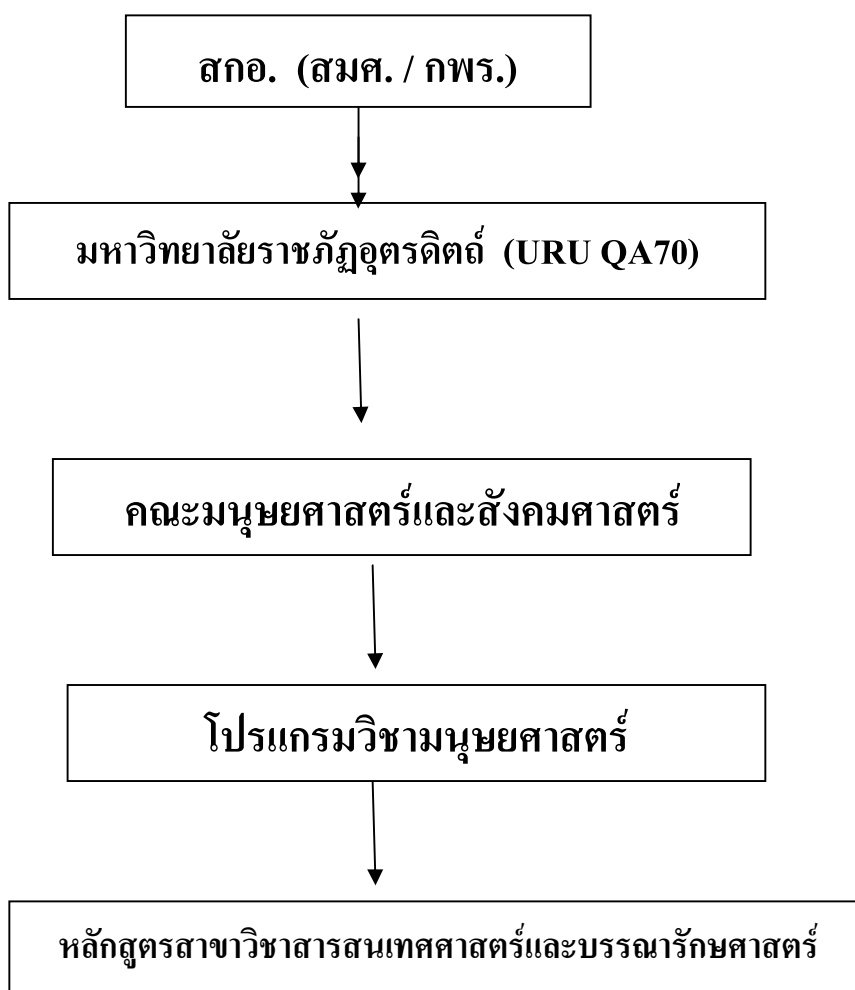 สกอ. (สมศ. / กพร.)
มหาวิทยาลัยราชภัฏอุตรดิตถ์ (URU QA70)
คณะมนุษยศาสตร์และสังคมศาสตร์
โปรแกรมวิชามนุษยศาสตร์
หลักสูตรสาขาวิชาสารสนเทศศาสตร์และบรรณารักษศาสตร์